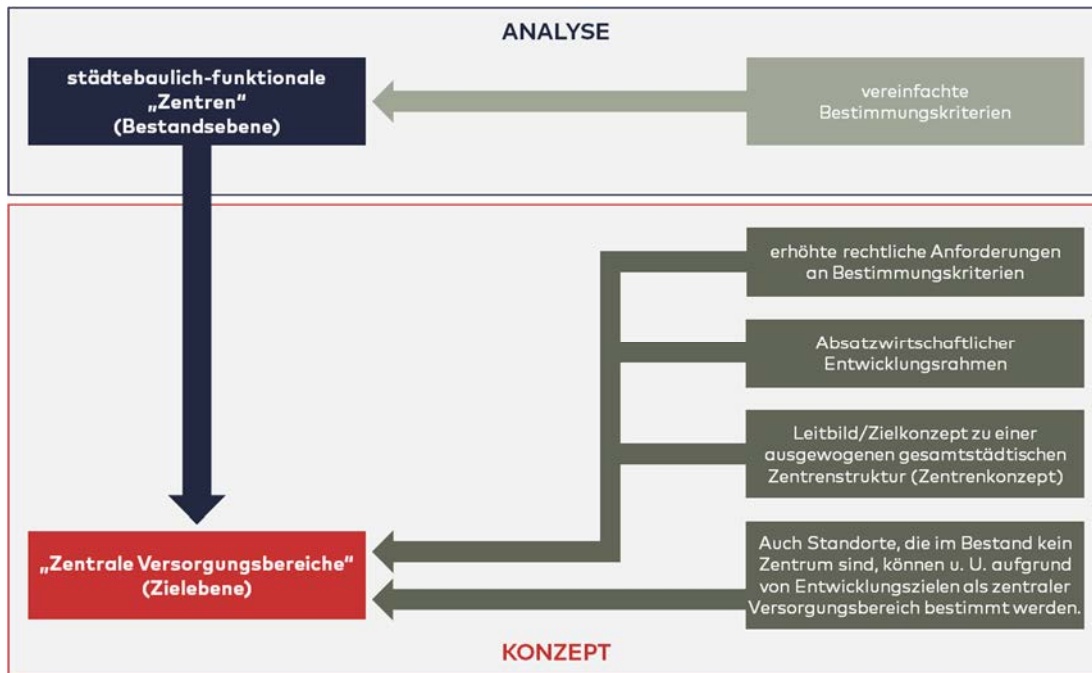 ANALYSE
städtebaulich-funktionale
„Zentren“
(Bestandsebene)
vereinfachte
Bestimmungskriterien
erhöhte rechtliche Anforderungen
an Bestimmungskriterien
Absatzwirtschaftlicher
Entwicklungsrahmen
Leitbild/Zielkonzept zu einer
ausgewogenen gesamtstädtischen
Zentrenstruktur (Zentrenkonzept)
„Zentrale Versorgungsbereiche“
(Zielebene)
Auch Standorte, die im Bestand kein
Zentrum sind, können u. U. aufgrund
von Entwicklungszielen als zentraler
Versorgungsbereich bestimmt werden.
KONZEPT